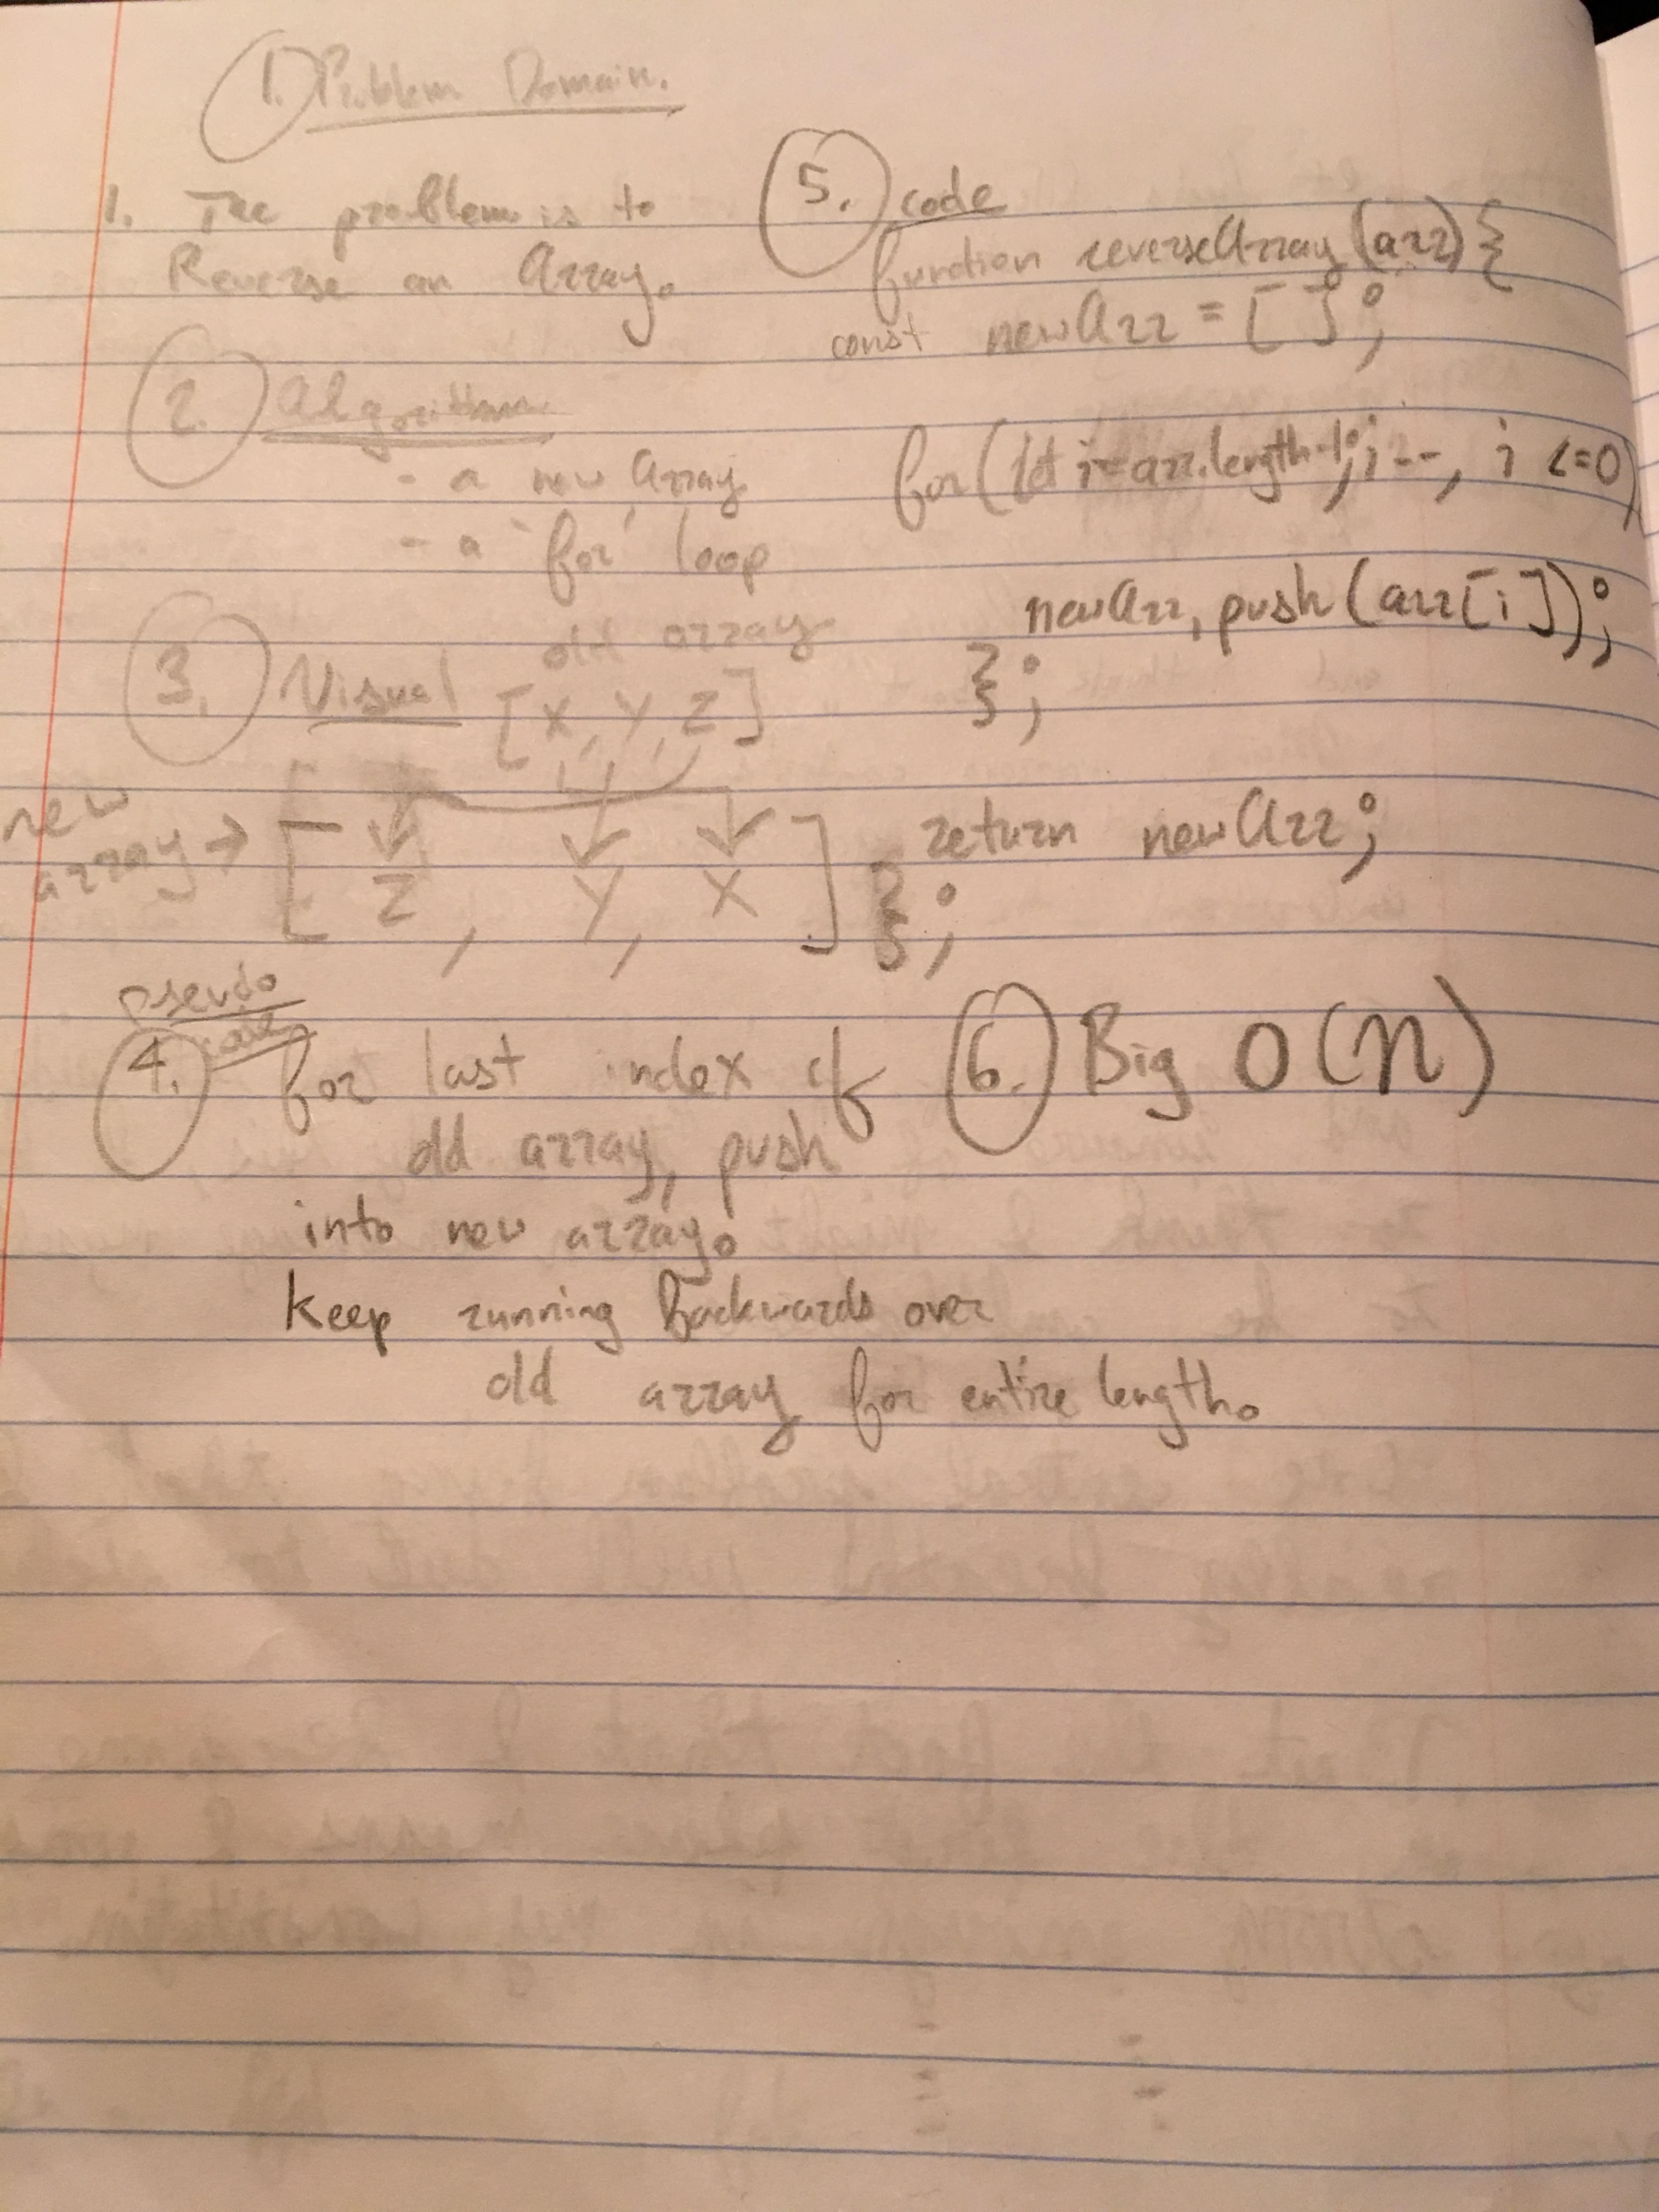 1. Problem Domain.
1. The problem is to
Reverse an Array.
2. Algorithm
- a new Array
- a "for" loop
3. Visual
old array
[X, Y, Z]
new
array →
[ Z, Y, X ]
pseudo
code
4. for last index of
old array, push
into new array.
Keep running backwards over
old array for entire length.
5. code
function reverseArray(arr) {
const newArr = [ ];
for(let i=arr.length-1; i--, i <=0)
newArr.push(arr[i]);
};
return newArr;
};
6. Big O(n)